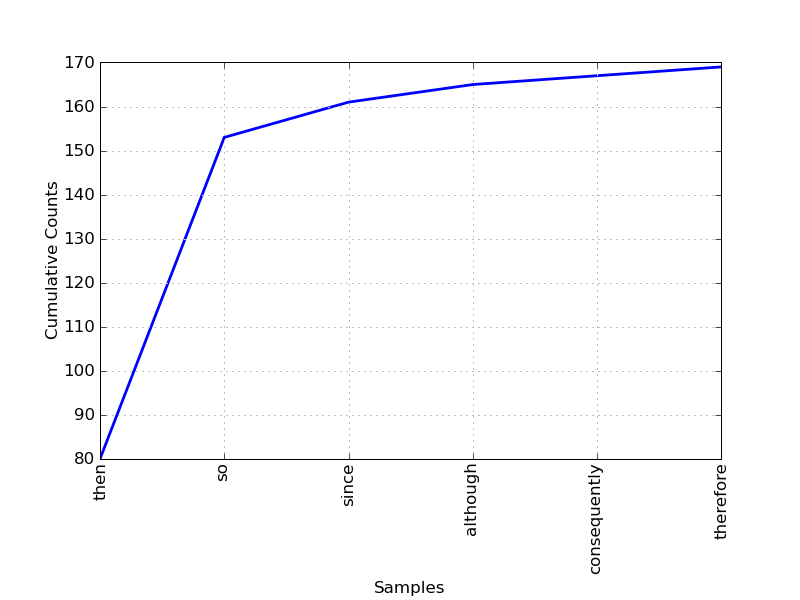 170
160
150
140
130
120
110
100
90
80
Cumulative Counts
then
so
since
although
consequently
therefore
Samples